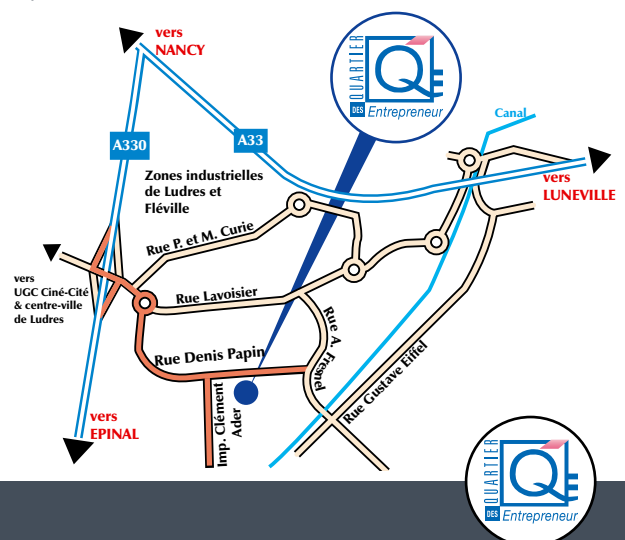 vers
NANCY
QUARTIER
DES
QE
Entrepreneur
Canal
A330
A33
vers
LUNEVILLE
Zones industrielles
de Ludres et
Fléville
Rue P. et M. Curie
vers
UGC Ciné-Cité
& centre-ville
de Ludres
Rue Lavoisier
Rue A. Fresnel
Rue Denis Papin
Rue Gustave Eiffel
Imp. Clément
Ader
vers
EPINAL
QUARTIER
DES
QE
Entrepreneur